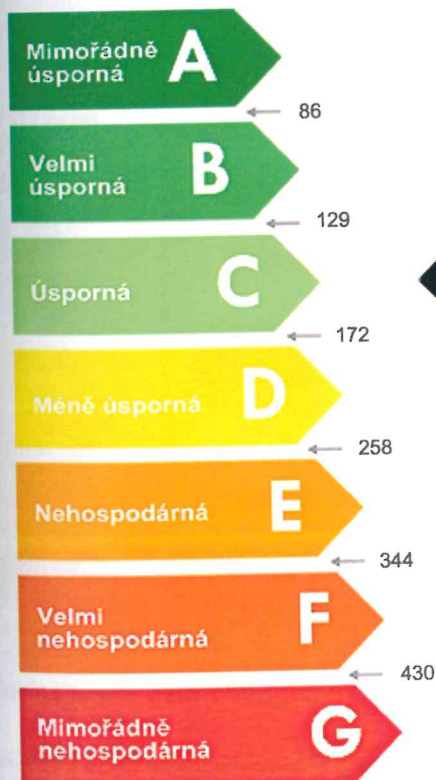 Mimořádně
úsporná
A
86
Velmi
úsporná
B
129
Úsporná
C
172
Méně úsporná
D
258
Nehospodárná
E
344
Velmi
nehospodárná
F
430
Mimořádně
nehospodárná
G